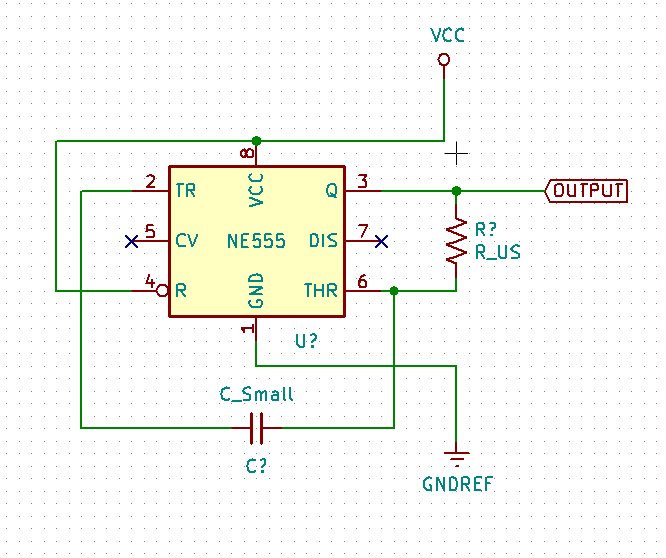 VCC
8
2
TR
VCC
Q
3
OUTPUT
5
CV
NE555
DIS
7
R?
R_US
4
R
GND
THR
6
1
U?
C_Small
C?
GNDREF